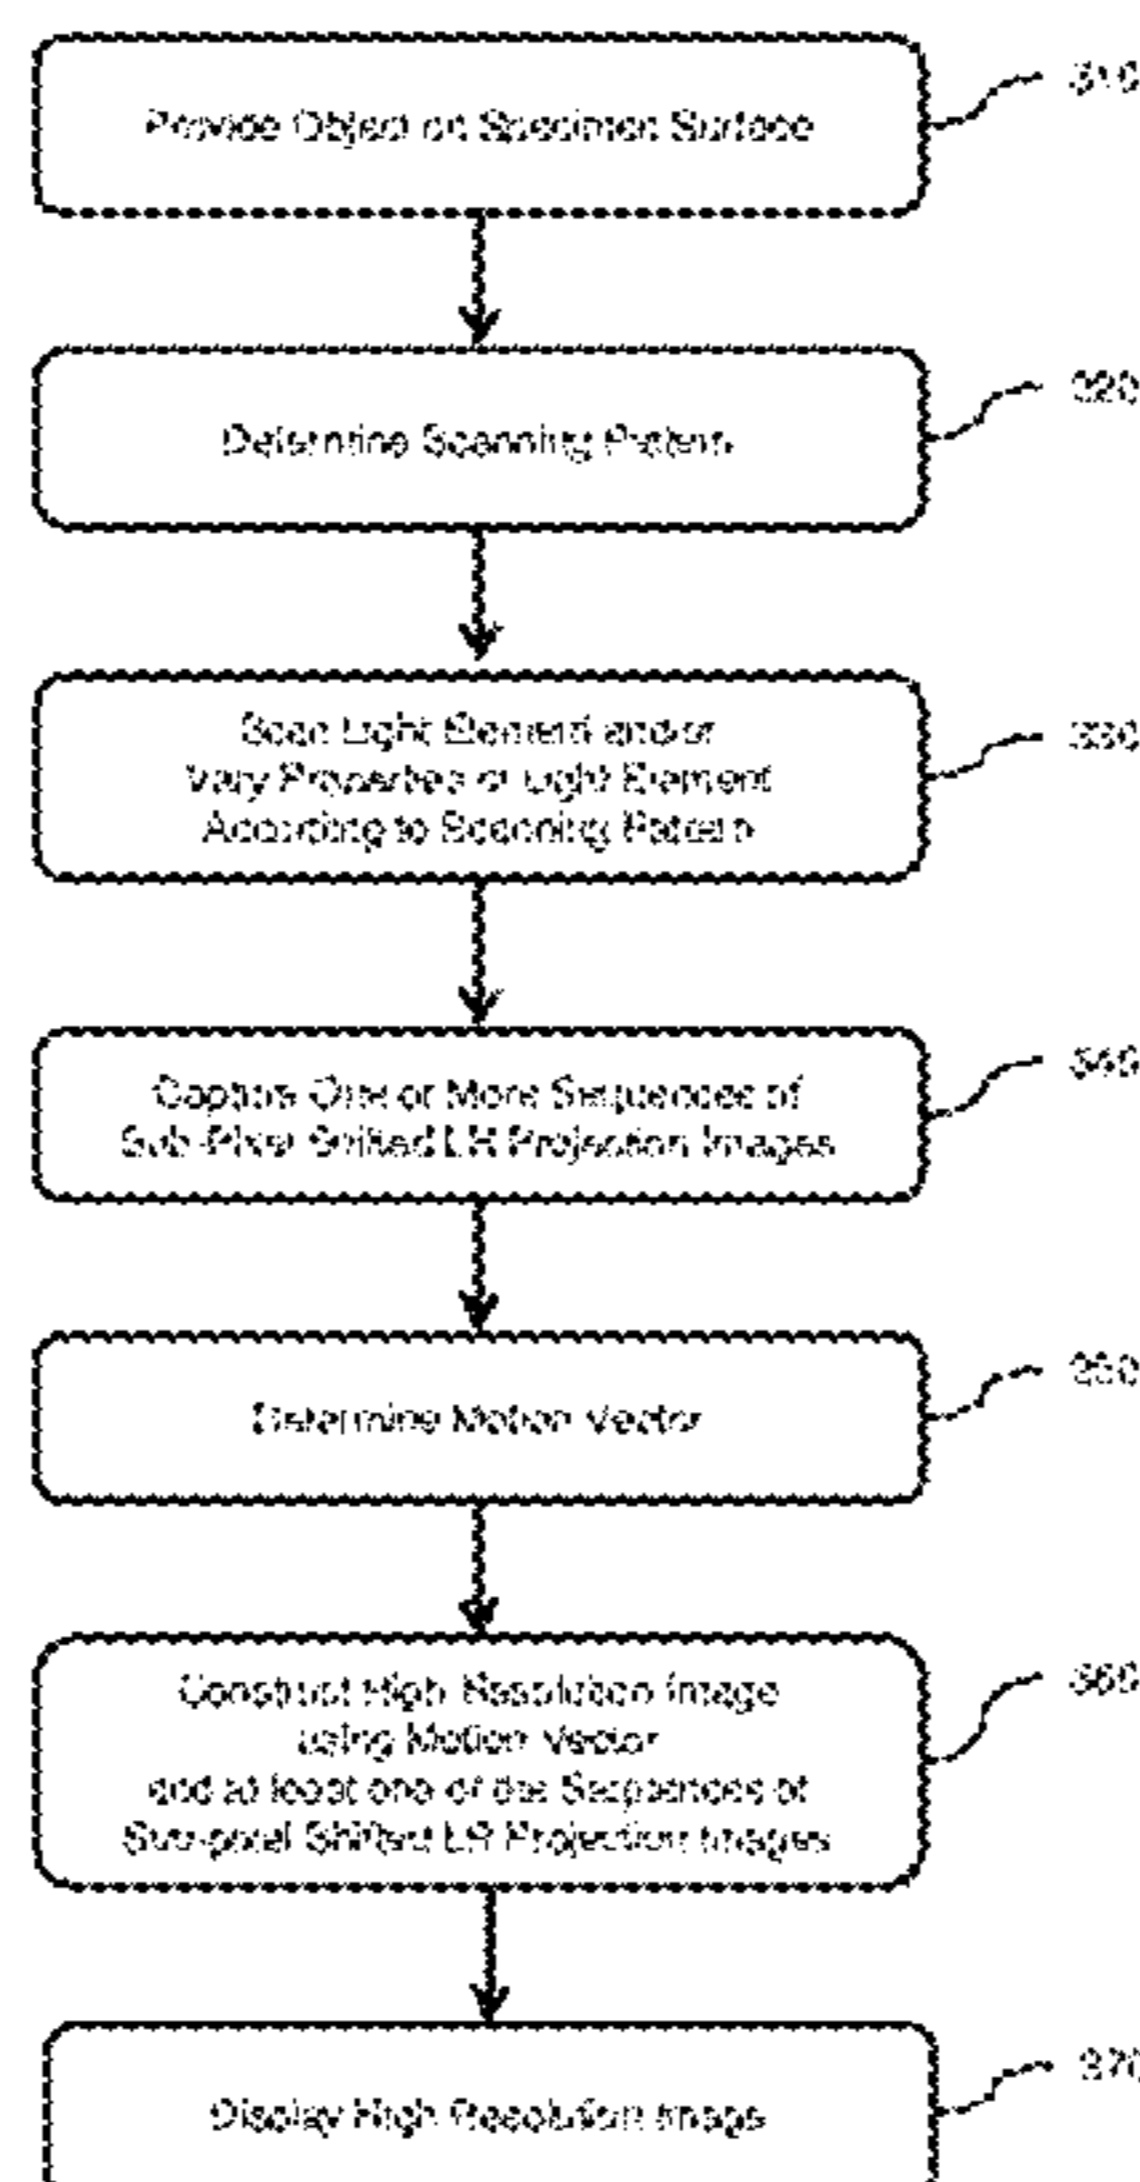 310
Provide Object on Specimen Surface
320
Determine Scanning Pattern
330
Scan Light Element and/or
Vary Properties of Light Element
According to Scanning Pattern
340
Capture One or More Sequences of
Sub-Pixel Shifted LR Projection Images
350
Determine Motion Vector
360
Construct High Resolution Image
using Motion Vector
and at least one of the Sequences of
Sub-pixel Shifted LR Projection Images
370
Display High Resolution Image